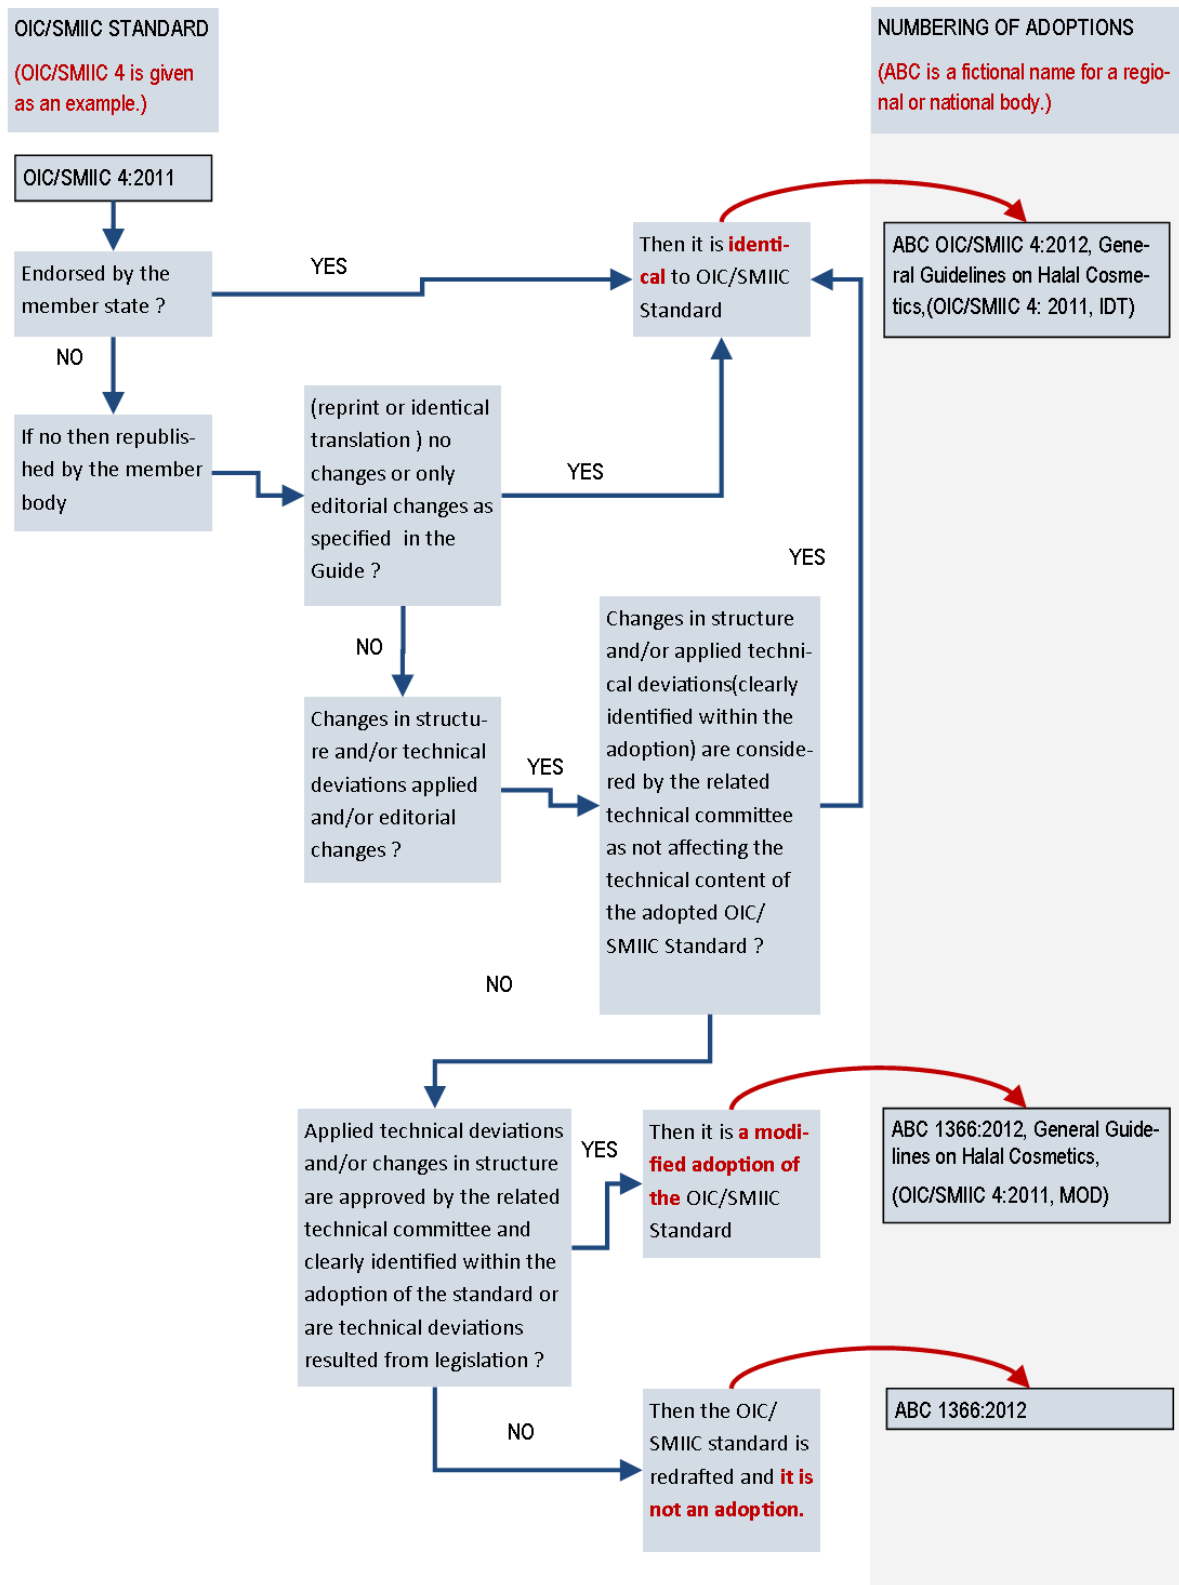 OIC/SMIIC STANDARD
(OIC/SMIIC 4 is given
as an example.)
NUMBERING OF ADOPTIONS
(ABC is a fictional name for a regio-
nal or national body.)
OIC/SMIIC 4:2011
Endorsed by the
member state ?
YES
Then it is identi-
cal to OIC/SMIIC
Standard
ABC OIC/SMIIC 4:2012, Gene-
ral Guidelines on Halal Cosme-
tics,(OIC/SMIIC 4: 2011, IDT)
NO
If no then republis-
hed by the member
body
(reprint or identical
translation ) no
changes or only
editorial changes as
specified in the
Guide ?
YES
YES
NO
Changes in structu-
re and/or technical
deviations applied
and/or editorial
changes ?
YES
Changes in structure
and/or applied techni-
cal deviations(clearly
identified within the
adoption) are conside-
red by the related
technical committee
as not affecting the
technical content of
the adopted OIC/
SMIIC Standard ?
NO
Applied technical deviations
and/or changes in structure
are approved by the related
technical committee and
clearly identified within the
adoption of the standard or
are technical deviations
resulted from legislation ?
YES
Then it is a modi-
fied adoption of
the OIC/SMIIC
Standard
ABC 1366:2012, General Guide-
lines on Halal Cosmetics,
(OIC/SMIIC 4:2011, MOD)
NO
Then the OIC/
SMIIC standard is
redrafted and it is
not an adoption.
ABC 1366:2012